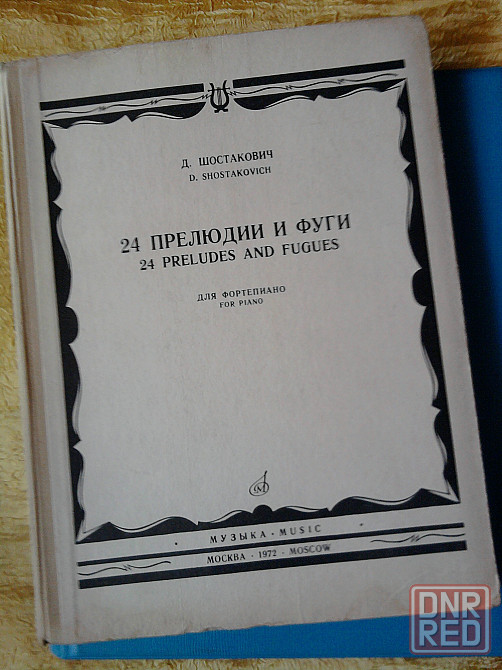 Д. ШОСТАКОВИЧ
D. SHOSTAKOVICH
24 ПРЕЛЮДИИ И ФУГИ
24 PRELUDES AND FUGUES
ДЛЯ ФОРТЕПИАНО
FOR PIANO
МУЗЫКА · MUSIC
МОСКВА · 1972 · MOSCOW
DNR
RED